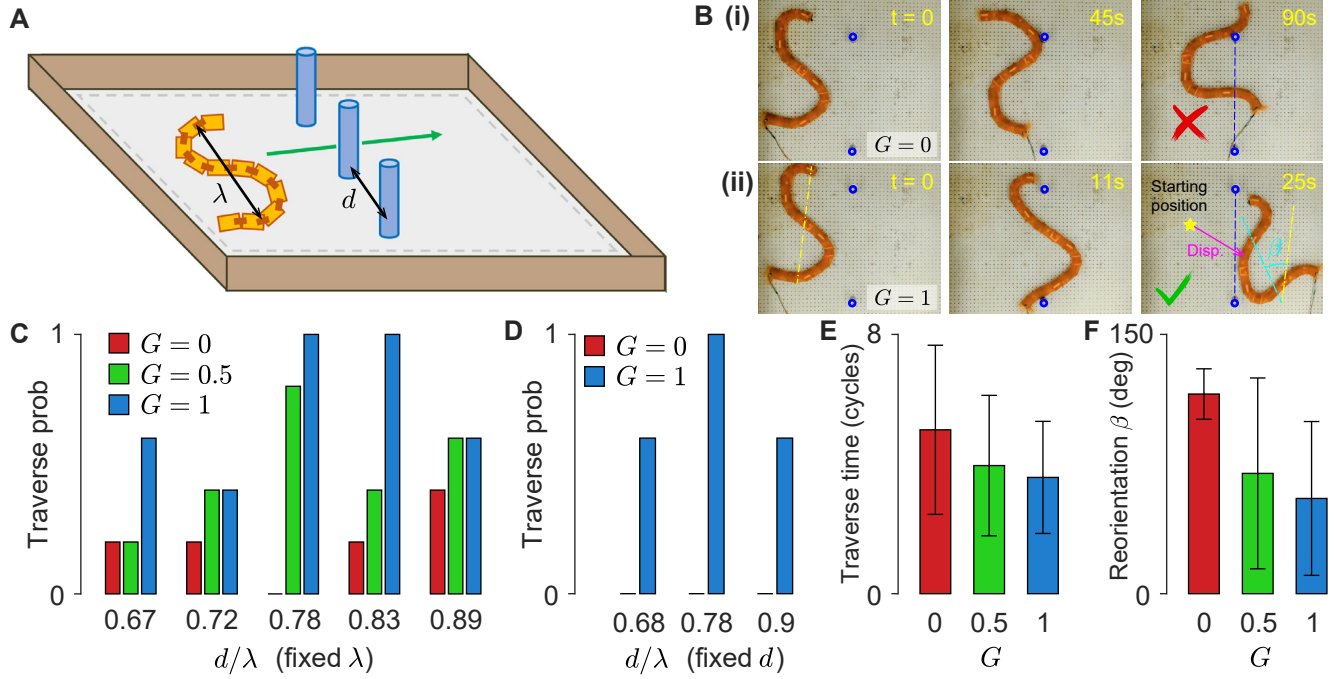 A
λ
d
B (i)
t = 0
45s
90s
G = 0
(ii)
t = 0
11s
25s
Starting
position
Disp.
β
G = 1
C
1
G = 0
G = 0.5
G = 1
Traverse prob
0
0.67 0.72 0.78 0.83 0.89
d/λ (fixed λ)
D
1
G = 0
G = 1
Traverse prob
0
0.68 0.78 0.9
d/λ (fixed d)
E
8
Traverse time (cycles)
0
0 0.5 1
G
F
150
Reorientation β (deg)
0
0 0.5 1
G